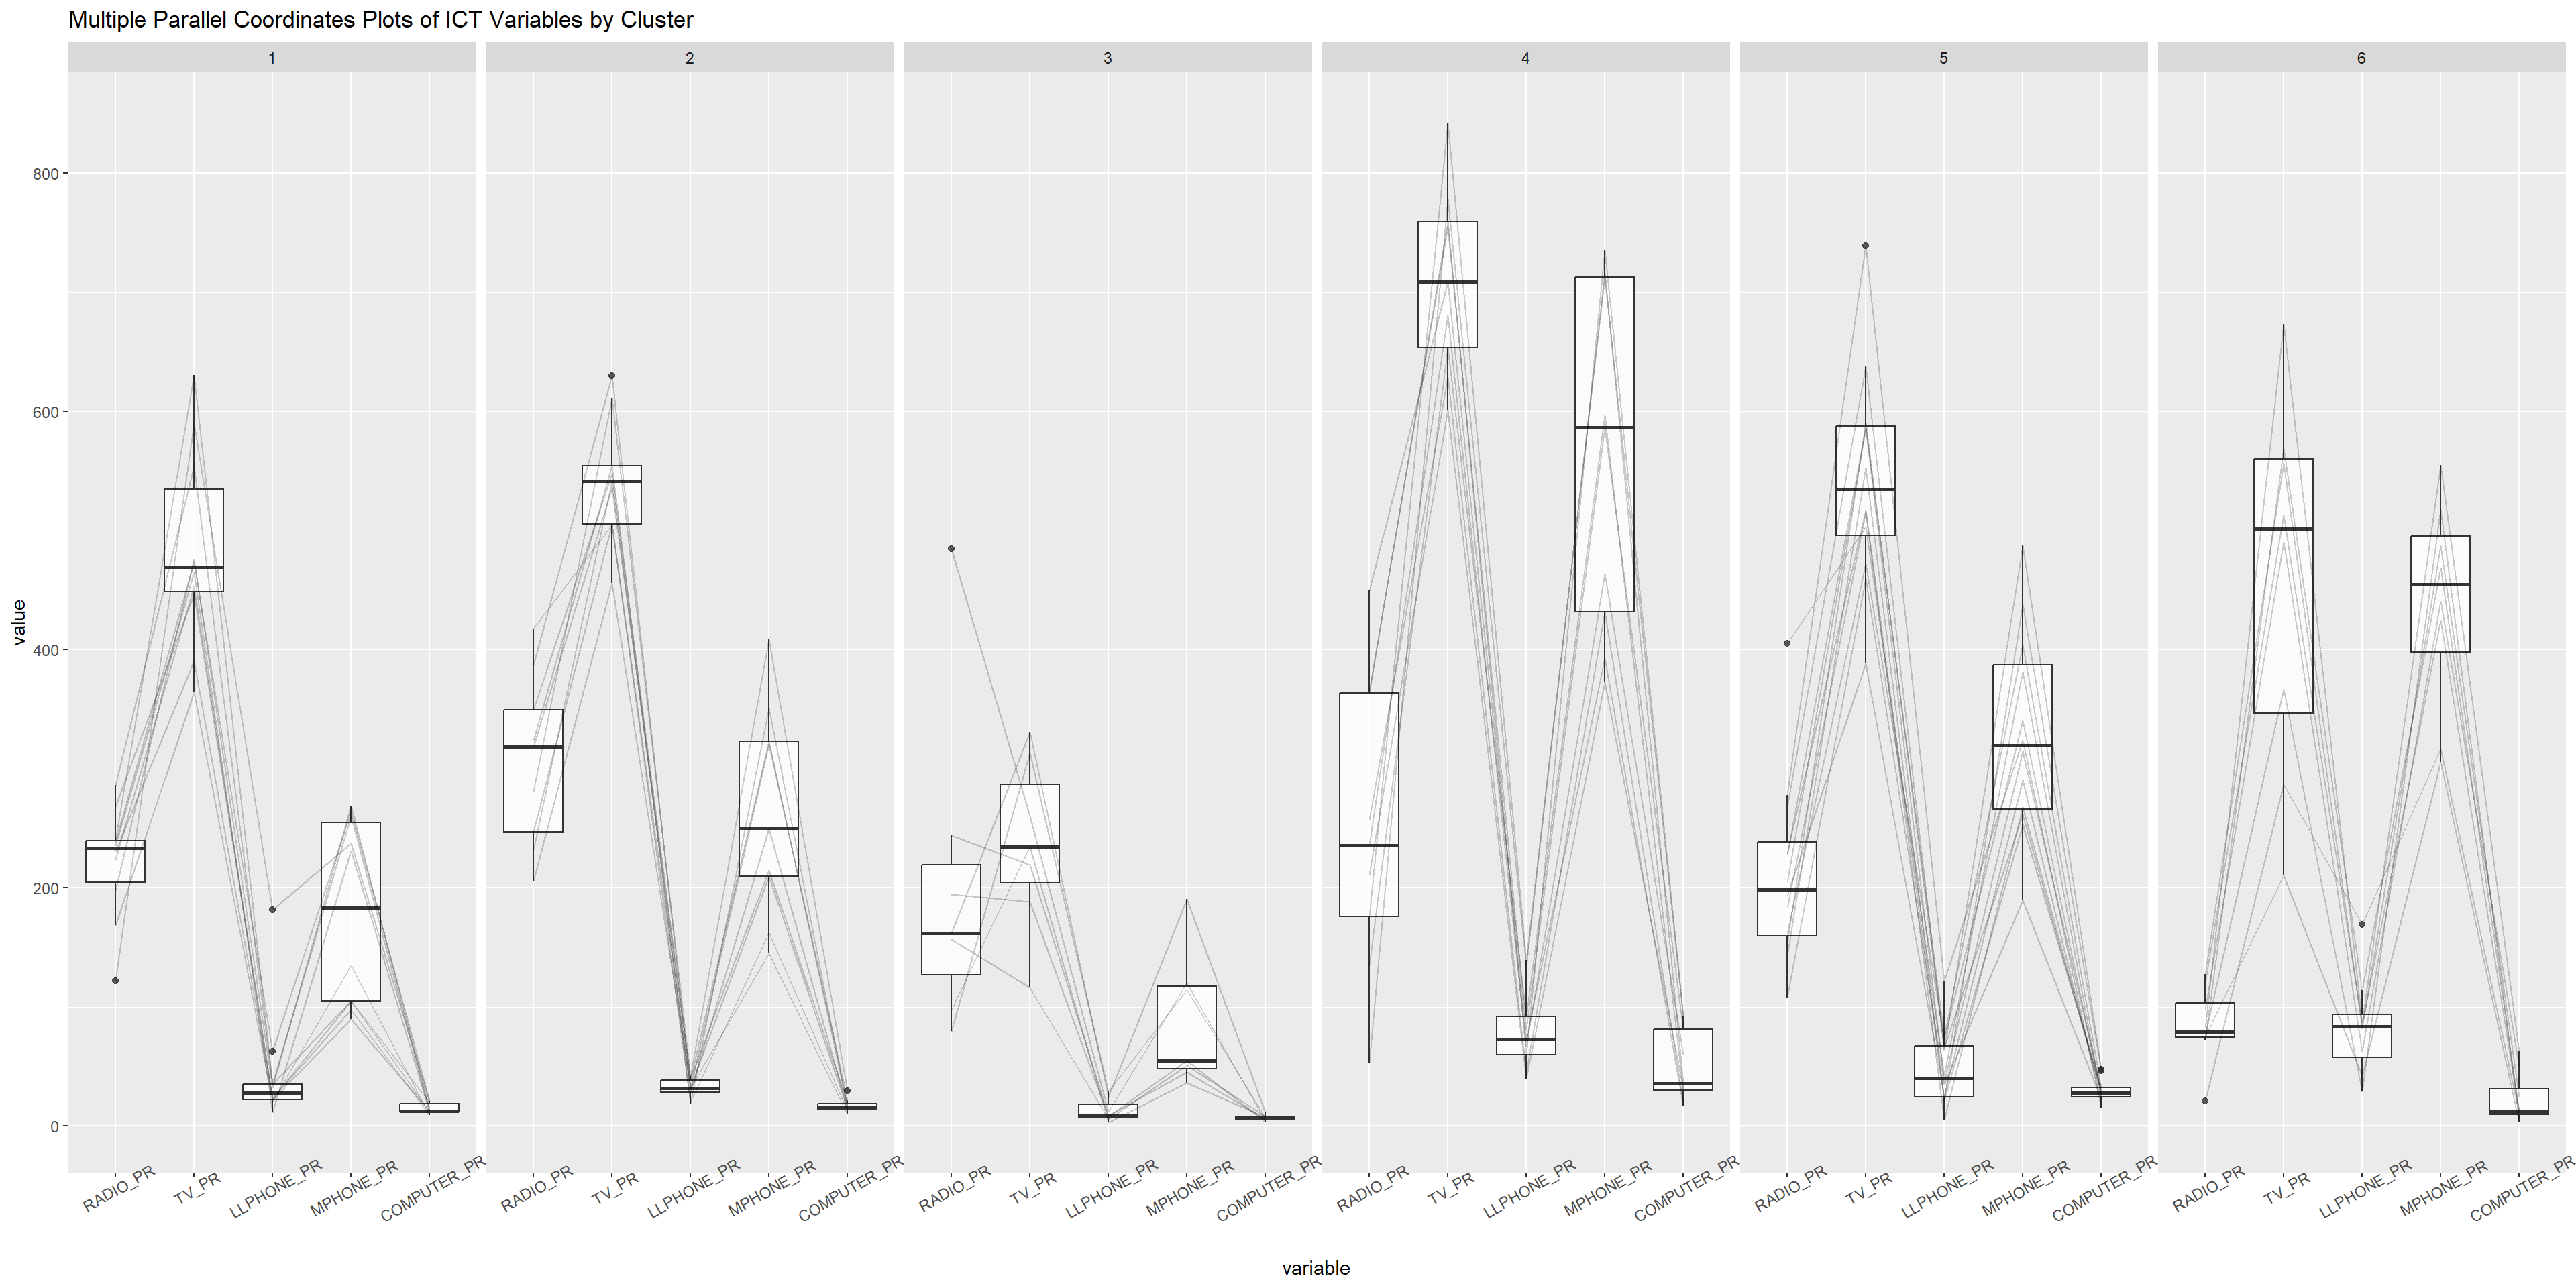 Multiple Parallel Coordinates Plots of ICT Variables by Cluster
1 2 3 4 5 6
800
600
400
200
0
value
RADIO_PR TV_PR LLPHONE_PR MPHONE_PR COMPUTER_PR RADIO_PR TV_PR LLPHONE_PR MPHONE_PR COMPUTER_PR RADIO_PR TV_PR LLPHONE_PR MPHONE_PR COMPUTER_PR RADIO_PR TV_PR LLPHONE_PR MPHONE_PR COMPUTER_PR RADIO_PR TV_PR LLPHONE_PR MPHONE_PR COMPUTER_PR RADIO_PR TV_PR LLPHONE_PR MPHONE_PR COMPUTER_PR
variable